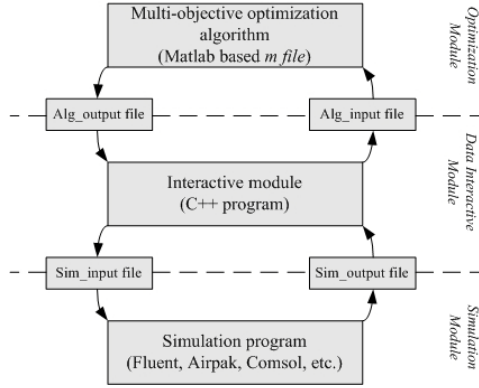 Multi-objective optimization
algorithm
(Matlab based m file)
Optimization
Module
Alg_output file
Alg_input file
Interactive module
(C++ program)
Data Interactive
Module
Sim_input file
Sim_output file
Simulation program
(Fluent, Airpak, Comsol, etc.)
Simulation
Module